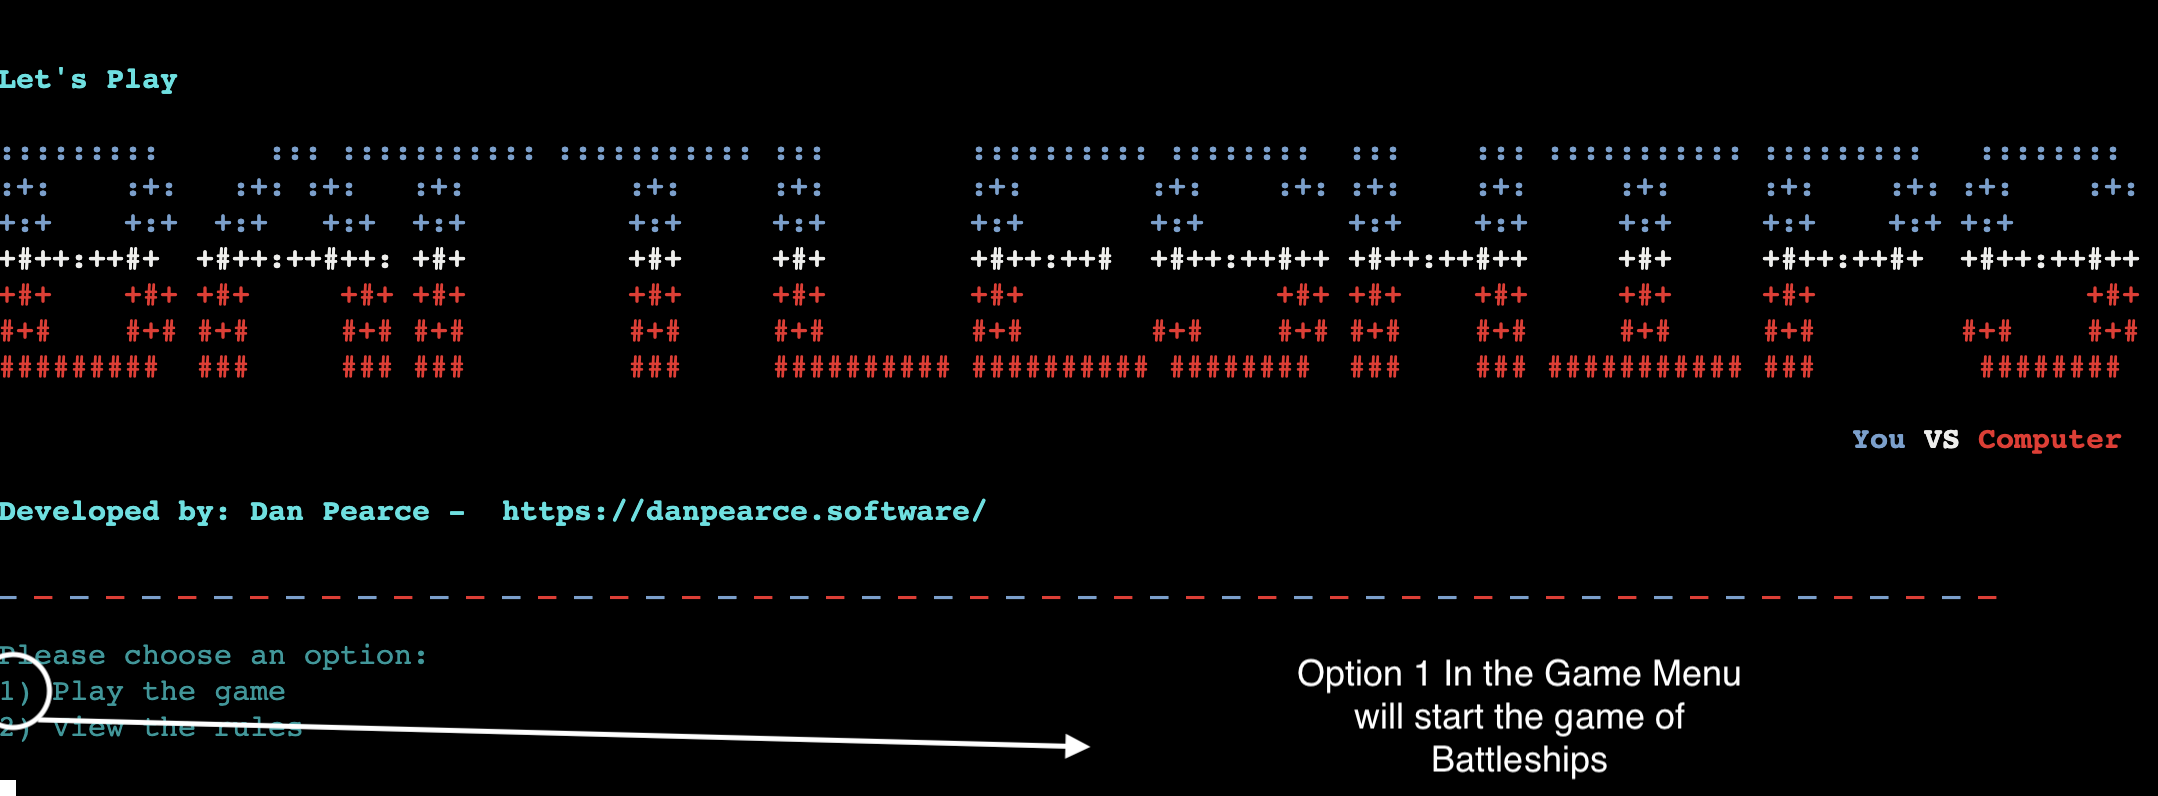 Let's Play
BATTLESHIPS
You VS Computer
Developed by: Dan Pearce -  https://danpearce.software/
Please choose an option:
1) Play the game
2) View the rules
Option 1 In the Game Menu
will start the game of
Battleships